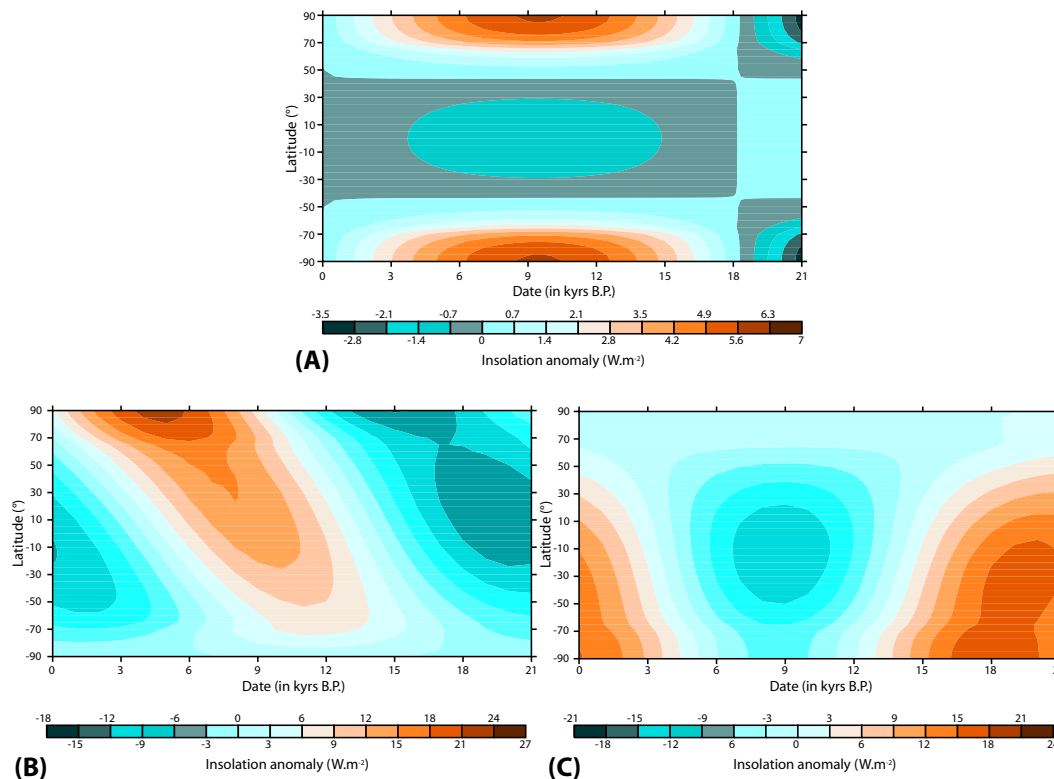 90
70
50
30
10
-10
-30
-50
-70
-90
Latitude (°)
0 3 6 9 12 15 18 21
Date (in kyrs B.P.)
-3.5 -2.1 -0.7 0.7 2.1 3.5 4.9 6.3
-2.8 -1.4 0 1.4 2.8 4.2 5.6 7
Insolation anomaly (W.m-2)
(A)
90
70
50
30
10
-10
-30
-50
-70
-90
Latitude (°)
0 3 6 9 12 15 18 21
Date (in kyrs B.P.)
-18 -12 -6 0 6 12 18 24
-15 -9 -3 3 9 15 21 27
Insolation anomaly (W.m-2)
(B)
90
70
50
30
10
-10
-30
-50
-70
-90
Latitude (°)
0 3 6 9 12 15 18
Date (in kyrs B.P.)
-21 -15 -9 -3 3 9 15 21
-18 -12 6 0 6 12 18
Insolation anomaly (W.m-2)
(C)